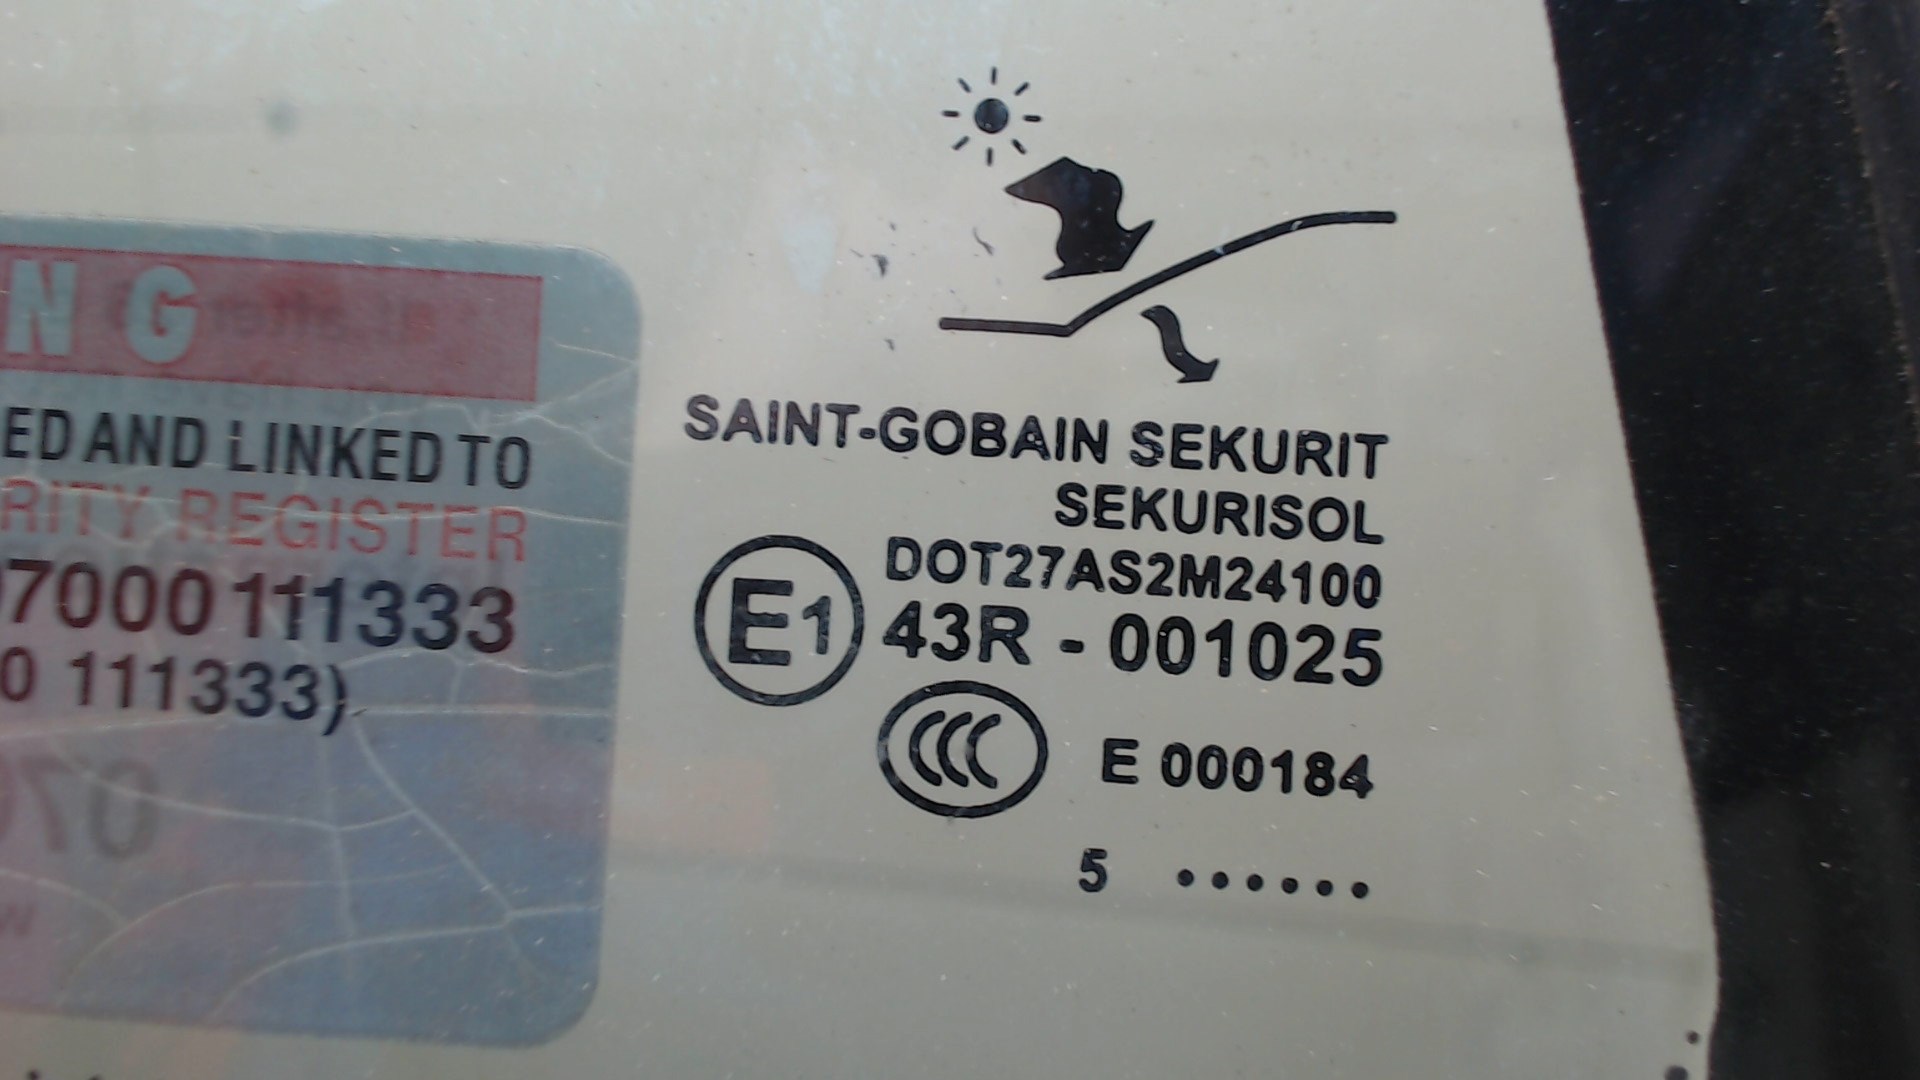 NG
ED AND LINKED TO
RITY REGISTER
7000 111333
0 111333)
SAINT-GOBAIN SEKURIT
SEKURISOL
DOT27AS2M24100
E1 43R - 001025
CCC E 000184
5 ......